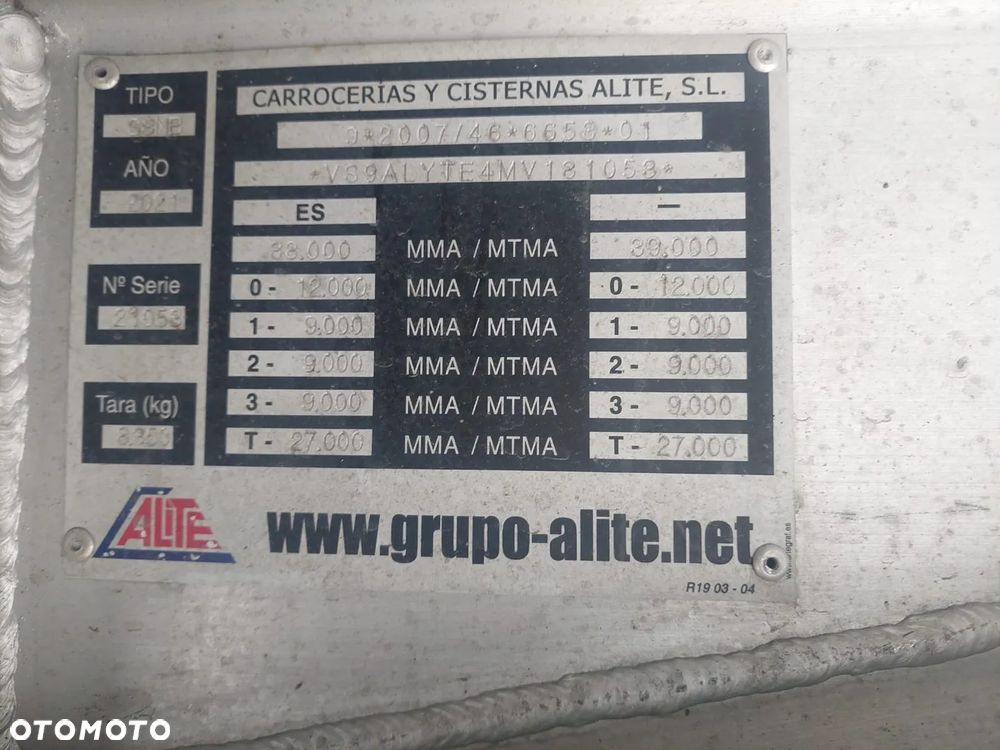 TIPO
AÑO
2021
Nº Serie
21053
Tara (kg)
CARROCERÍAS Y CISTERNAS ALITE, S.L.
9*2007/46*6658*01
*VS9ALYTE4MV181053*
ES —
MMA / MTMA 39.000
0- 12.000 MMA / MTMA 0- 12.000
1- 9.000 MMA / MTMA 1- 9.000
2- 9.000 MMA / MTMA 2- 9.000
3- 9.000 MMA / MTMA 3- 9.000
T- 27.000 MMA / MTMA T- 27.000
ALITE
www.grupo-alite.net
R19 03 - 04
OTOMOTO